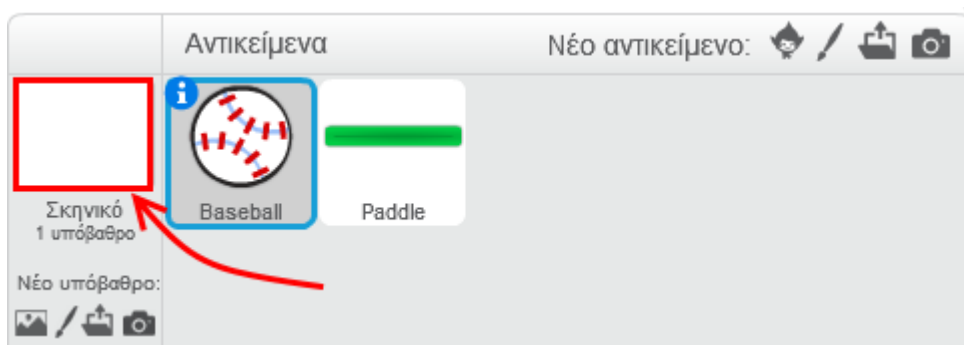 Αντικείμενα
Νέο αντικείμενο:
i
Σκηνικό
1 υπόβαθρο
Baseball
Paddle
Νέο υπόβαθρο: